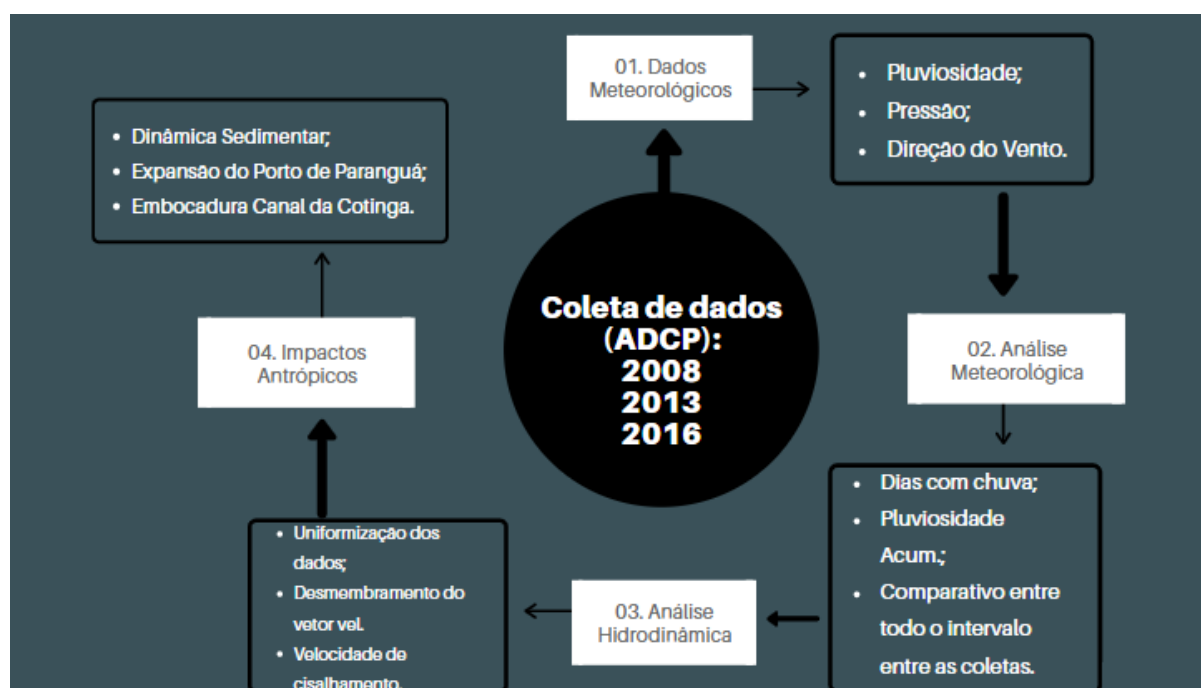 01. Dados
Meteorológicos
• Pluviosidade;
• Pressão;
• Direção do Vento.
• Dinâmica Sedimentar;
• Expansão do Porto de Paranguá;
• Embocadura Canal da Cotinga.
Coleta de dados
(ADCP):
2008
2013
2016
02. Análise
Meteorológica
04. Impactos
Antrópicos
• Dias com chuva;
• Pluviosidade
Acum.;
• Comparativo entre
todo o intervalo
entre as coletas.
03. Análise
Hidrodinâmica
• Uniformização dos
dados;
• Desmembramento do
vetor vel.
• Velocidade de
cisalhamento.